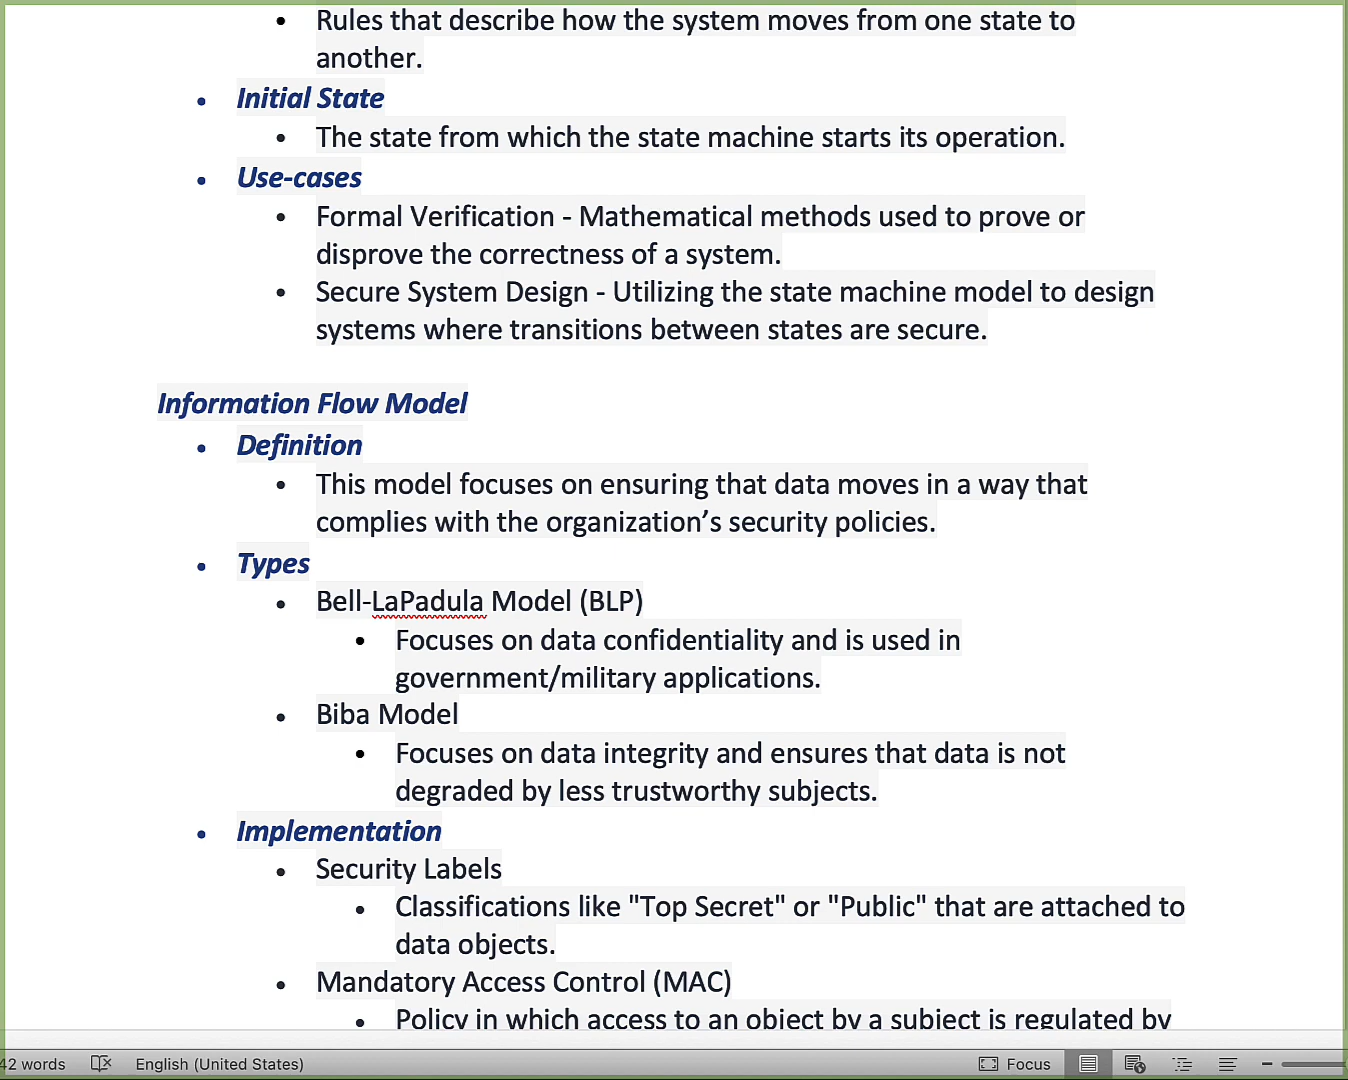 Rules that describe how the system moves from one state to
another.
Initial State
The state from which the state machine starts its operation.
Use-cases
Formal Verification - Mathematical methods used to prove or
disprove the correctness of a system.
Secure System Design - Utilizing the state machine model to design
systems where transitions between states are secure.
Information Flow Model
Definition
This model focuses on ensuring that data moves in a way that
complies with the organization’s security policies.
Types
Bell-LaPadula Model (BLP)
Focuses on data confidentiality and is used in
government/military applications.
Biba Model
Focuses on data integrity and ensures that data is not
degraded by less trustworthy subjects.
Implementation
Security Labels
Classifications like "Top Secret" or "Public" that are attached to
data objects.
Mandatory Access Control (MAC)
Policy in which access to an object by a subject is regulated by
42 words English (United States) Focus